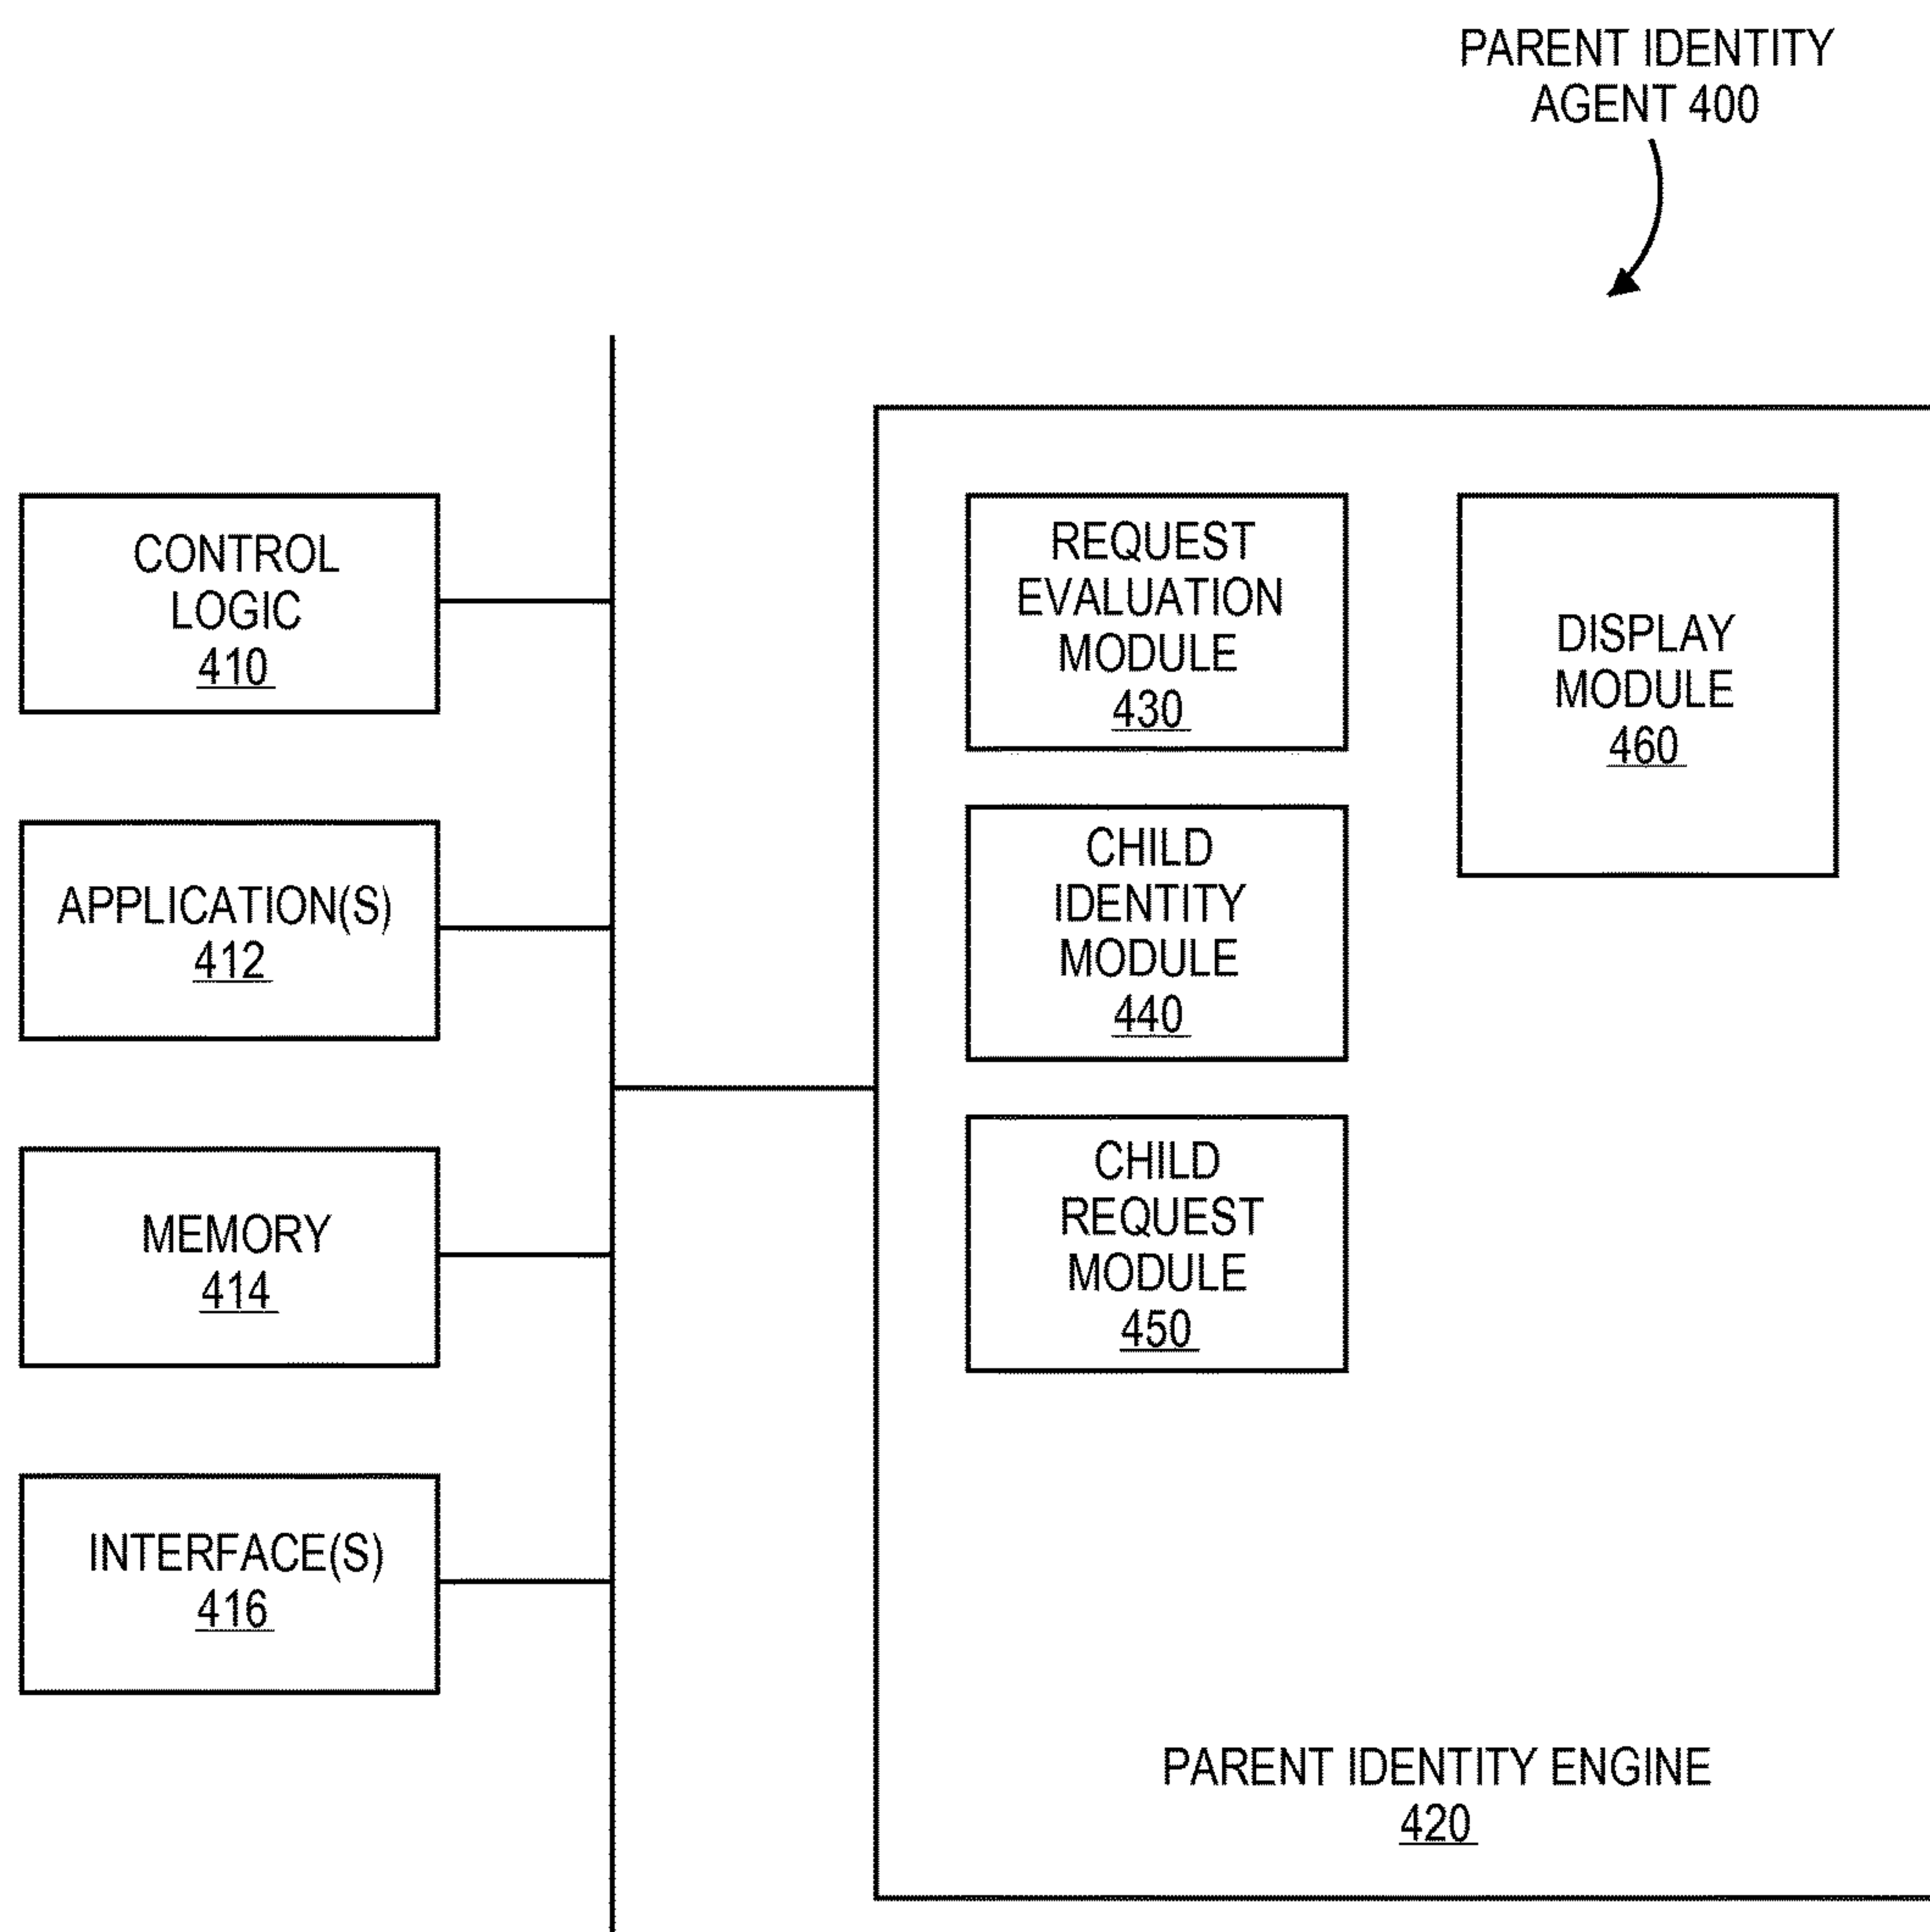 PARENT IDENTITY
AGENT 400
CONTROL
LOGIC
410
APPLICATION(S)
412
MEMORY
414
INTERFACE(S)
416
REQUEST
EVALUATION
MODULE
430
CHILD
IDENTITY
MODULE
440
CHILD
REQUEST
MODULE
450
DISPLAY
MODULE
460
PARENT IDENTITY ENGINE
420